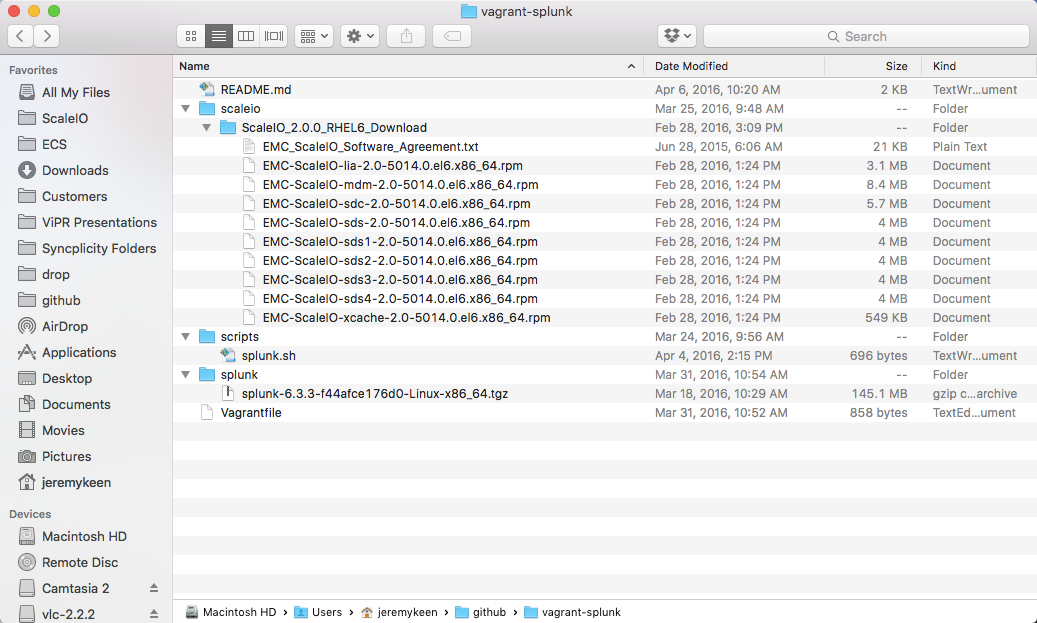 vagrant-splunk
Search
Favorites
All My Files
ScaleIO
ECS
Downloads
Customers
ViPR Presentations
Syncplicity Folders
drop
github
AirDrop
Applications
Desktop
Documents
Movies
Pictures
jeremykeen
Devices
Macintosh HD
Remote Disc
Camtasia 2
vlc-2.2.2
Name Date Modified Size Kind
README.md Apr 6, 2016, 10:20 AM 2 KB TextWr...ument
scaleio Mar 25, 2016, 9:48 AM -- Folder
ScaleIO_2.0.0_RHEL6_Download Feb 28, 2016, 3:09 PM -- Folder
EMC_ScaleIO_Software_Agreement.txt Jun 28, 2015, 6:06 AM 21 KB Plain Text
EMC-ScaleIO-lia-2.0-5014.0.el6.x86_64.rpm Feb 28, 2016, 1:24 PM 3.1 MB Document
EMC-ScaleIO-mdm-2.0-5014.0.el6.x86_64.rpm Feb 28, 2016, 1:24 PM 8.4 MB Document
EMC-ScaleIO-sdc-2.0-5014.0.el6.x86_64.rpm Feb 28, 2016, 1:24 PM 5.7 MB Document
EMC-ScaleIO-sds-2.0-5014.0.el6.x86_64.rpm Feb 28, 2016, 1:24 PM 4 MB Document
EMC-ScaleIO-sds1-2.0-5014.0.el6.x86_64.rpm Feb 28, 2016, 1:24 PM 4 MB Document
EMC-ScaleIO-sds2-2.0-5014.0.el6.x86_64.rpm Feb 28, 2016, 1:24 PM 4 MB Document
EMC-ScaleIO-sds3-2.0-5014.0.el6.x86_64.rpm Feb 28, 2016, 1:24 PM 4 MB Document
EMC-ScaleIO-sds4-2.0-5014.0.el6.x86_64.rpm Feb 28, 2016, 1:24 PM 4 MB Document
EMC-ScaleIO-xcache-2.0-5014.0.el6.x86_64.rpm Feb 28, 2016, 1:24 PM 549 KB Document
scripts Mar 24, 2016, 9:56 AM -- Folder
splunk.sh Apr 4, 2016, 2:15 PM 696 bytes TextWr...ument
splunk Mar 31, 2016, 10:54 AM -- Folder
splunk-6.3.3-f44afce176d0-Linux-x86_64.tgz Mar 18, 2016, 10:29 AM 145.1 MB gzip c...archive
Vagrantfile Mar 31, 2016, 10:52 AM 858 bytes TextEd...ument
Macintosh HD › Users › jeremykeen › github › vagrant-splunk